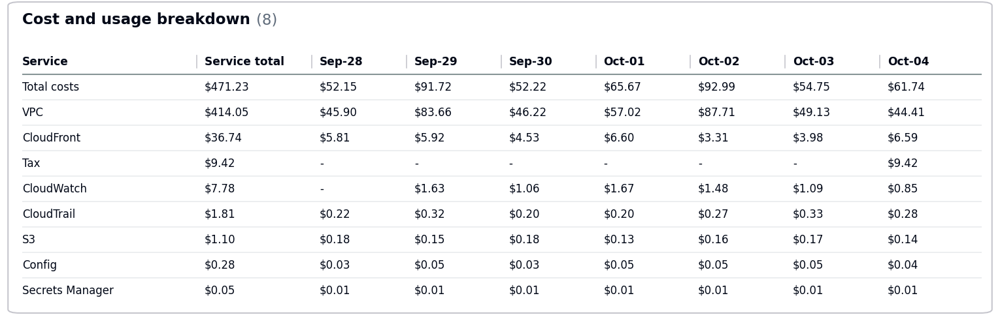 Cost and usage breakdown (8)
Service Service total Sep-28 Sep-29 Sep-30 Oct-01 Oct-02 Oct-03 Oct-04
Total costs $471.23 $52.15 $91.72 $52.22 $65.67 $92.99 $54.75 $61.74
VPC $414.05 $45.90 $83.66 $46.22 $57.02 $87.71 $49.13 $44.41
CloudFront $36.74 $5.81 $5.92 $4.53 $6.60 $3.31 $3.98 $6.59
Tax $9.42 - - - - - - $9.42
CloudWatch $7.78 - $1.63 $1.06 $1.67 $1.48 $1.09 $0.85
CloudTrail $1.81 $0.22 $0.32 $0.20 $0.20 $0.27 $0.33 $0.28
S3 $1.10 $0.18 $0.15 $0.18 $0.13 $0.16 $0.17 $0.14
Config $0.28 $0.03 $0.05 $0.03 $0.05 $0.05 $0.05 $0.04
Secrets Manager $0.05 $0.01 $0.01 $0.01 $0.01 $0.01 $0.01 $0.01